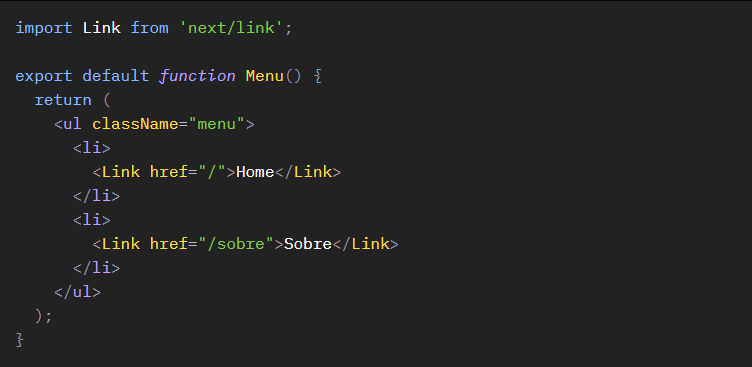 import Link from 'next/link';

export default function Menu() {
  return (
    <ul className="menu">
      <li>
        <Link href="/">Home</Link>
      </li>
      <li>
        <Link href="/sobre">Sobre</Link>
      </li>
    </ul>
  );
}